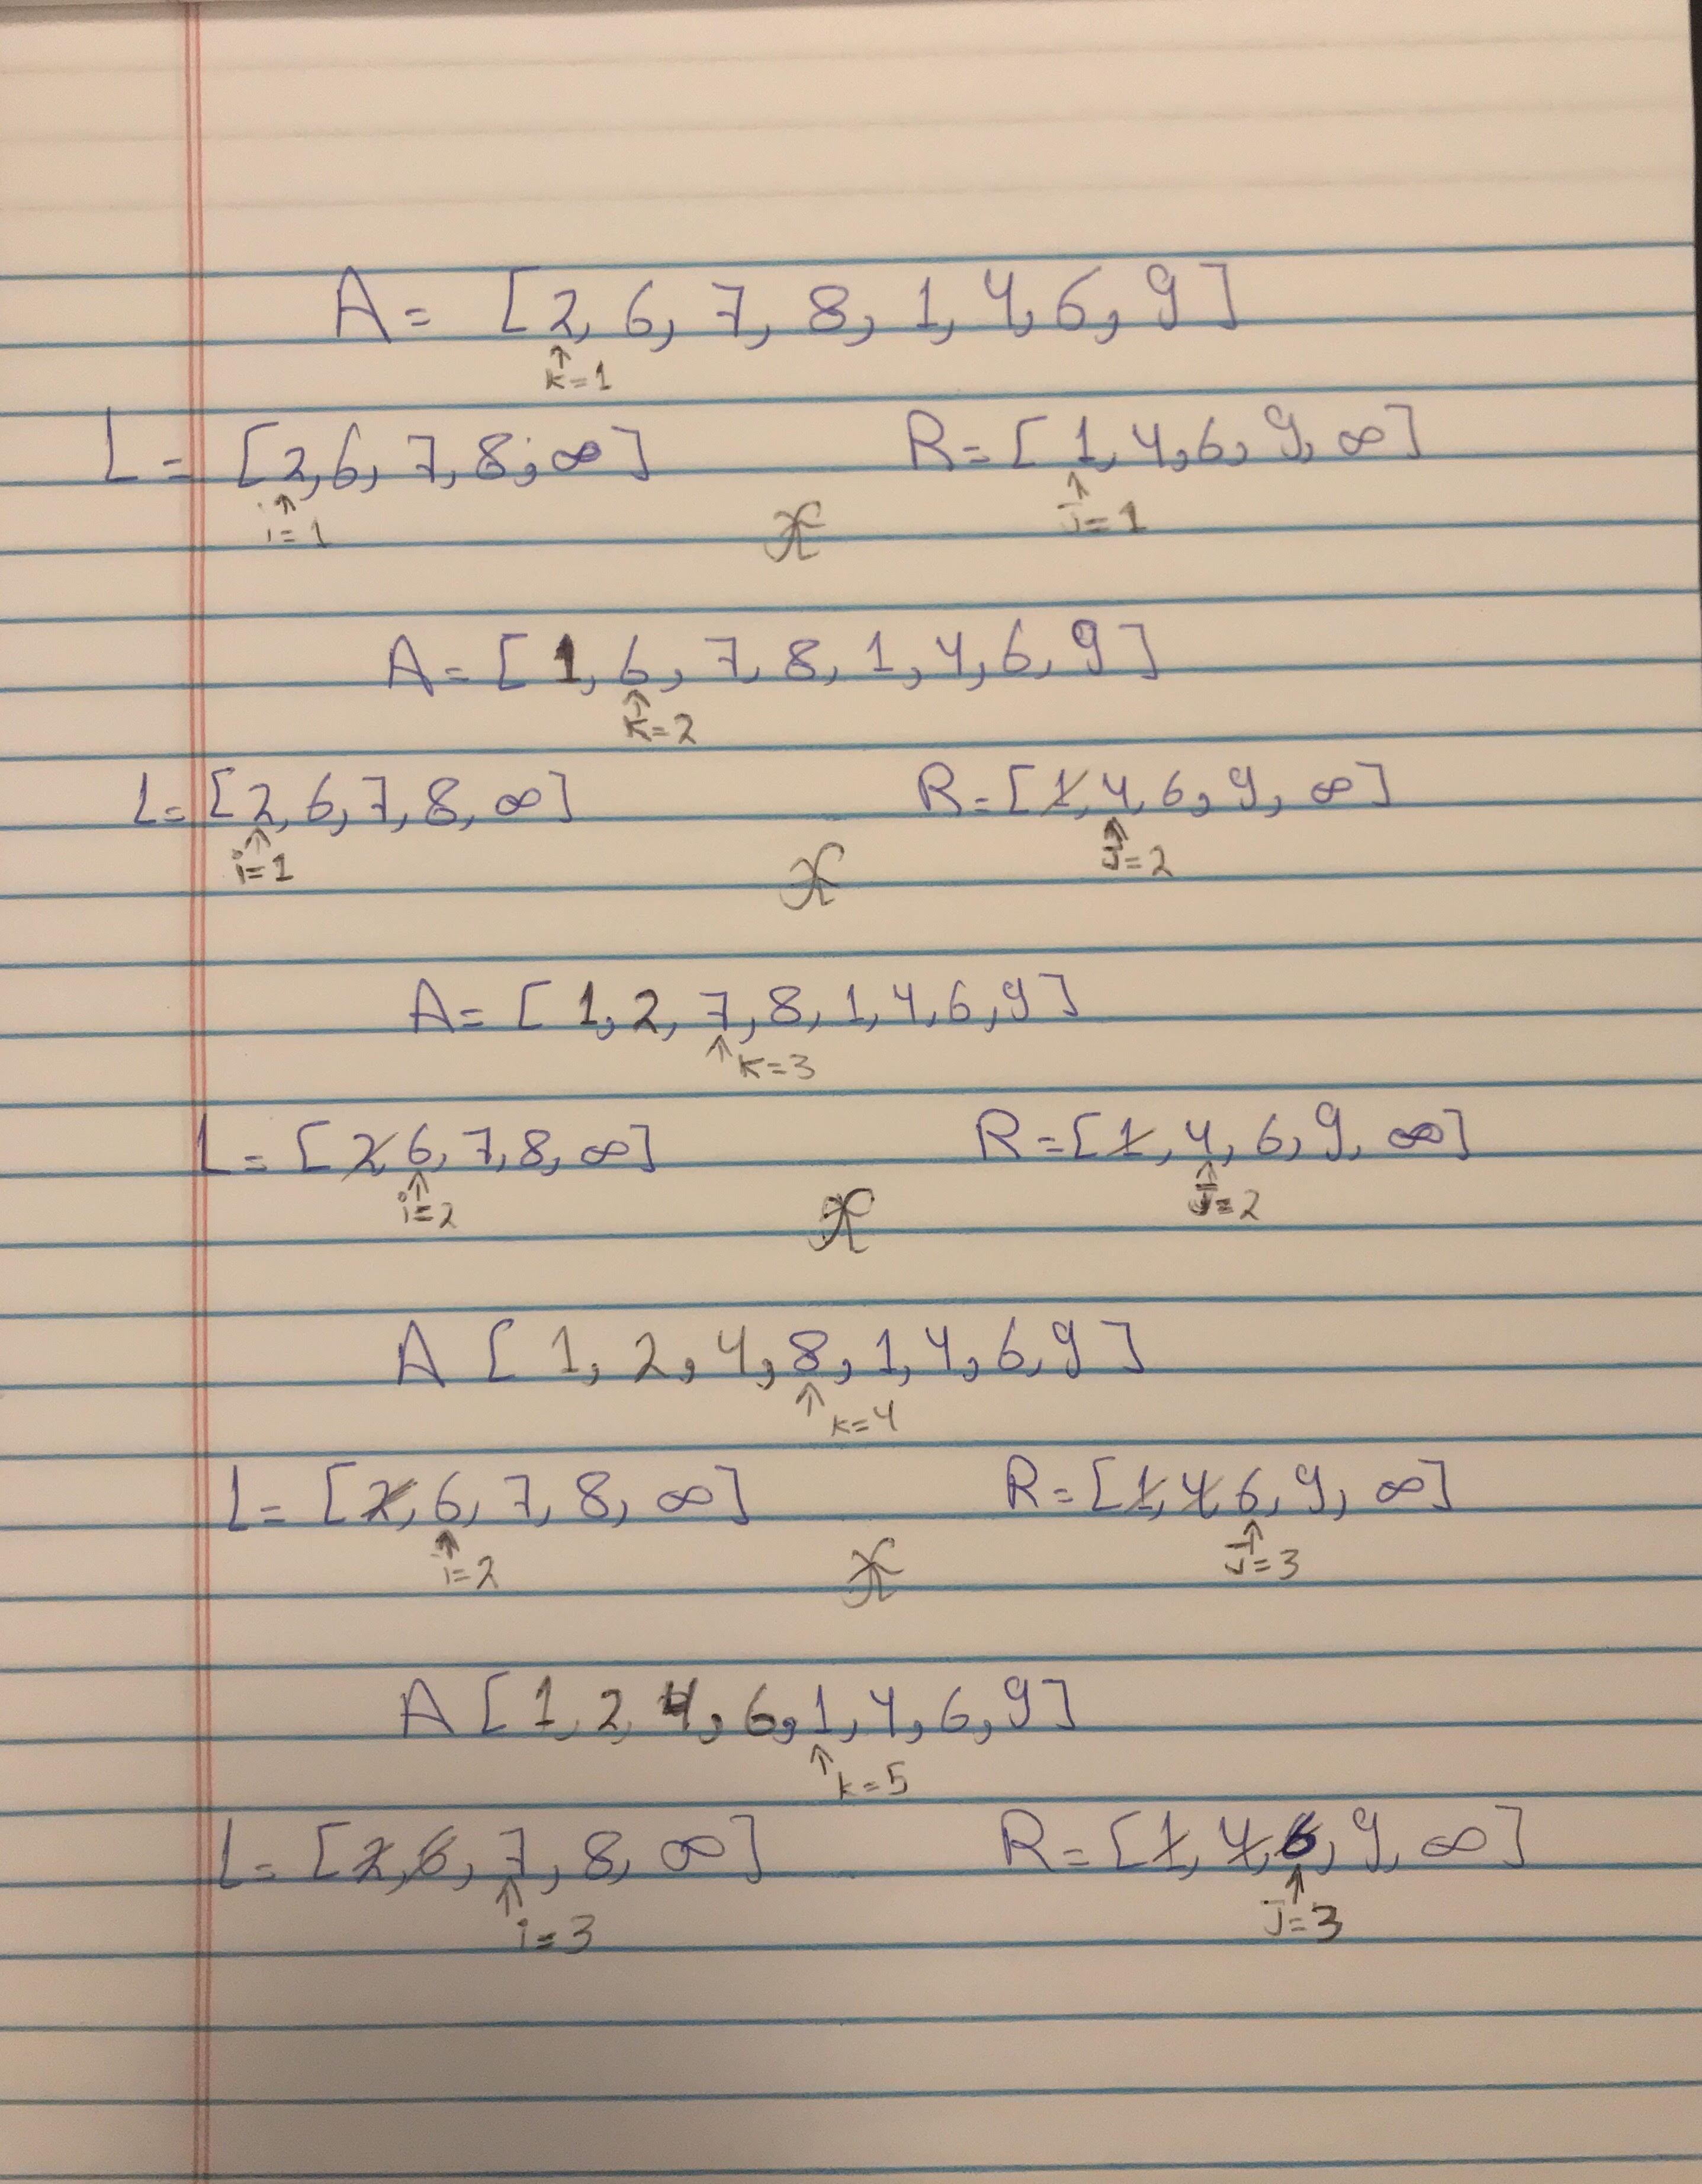 A= [2, 6, 7, 8, 1, 4, 6, 9]
↑
k=1
L= [2,6, 7, 8, ∞] R=[1,4,6, 9, ∞]
↑ ↑
i=1 J=1
A=[1, 6, 7, 8, 1, 4, 6, 9]
↑
k=2
L=[2, 6, 7, 8, ∞] R=[1,4, 6, 9, ∞]
↑ ↑
i=1 J=2
A= [1, 2, 7, 8, 1, 4, 6, 9]
↑ k=3
L= [2 6, 7, 8, ∞] R=[1, 4, 6, 9, ∞]
↑ ↑
i=2 J=2
A [1, 2, 4, 8, 1, 4, 6, 9]
↑ k=4
L= [2, 6, 7, 8, ∞] R=[1,4 6, 9, ∞]
↑ ↑
i=2 J=3
A [1, 2 4, 6, 1, 4, 6, 9]
↑ k=5
L= [2,6, 7, 8, ∞] R=[1, 4,6, 9, ∞]
↑ ↑
i=3 J=3